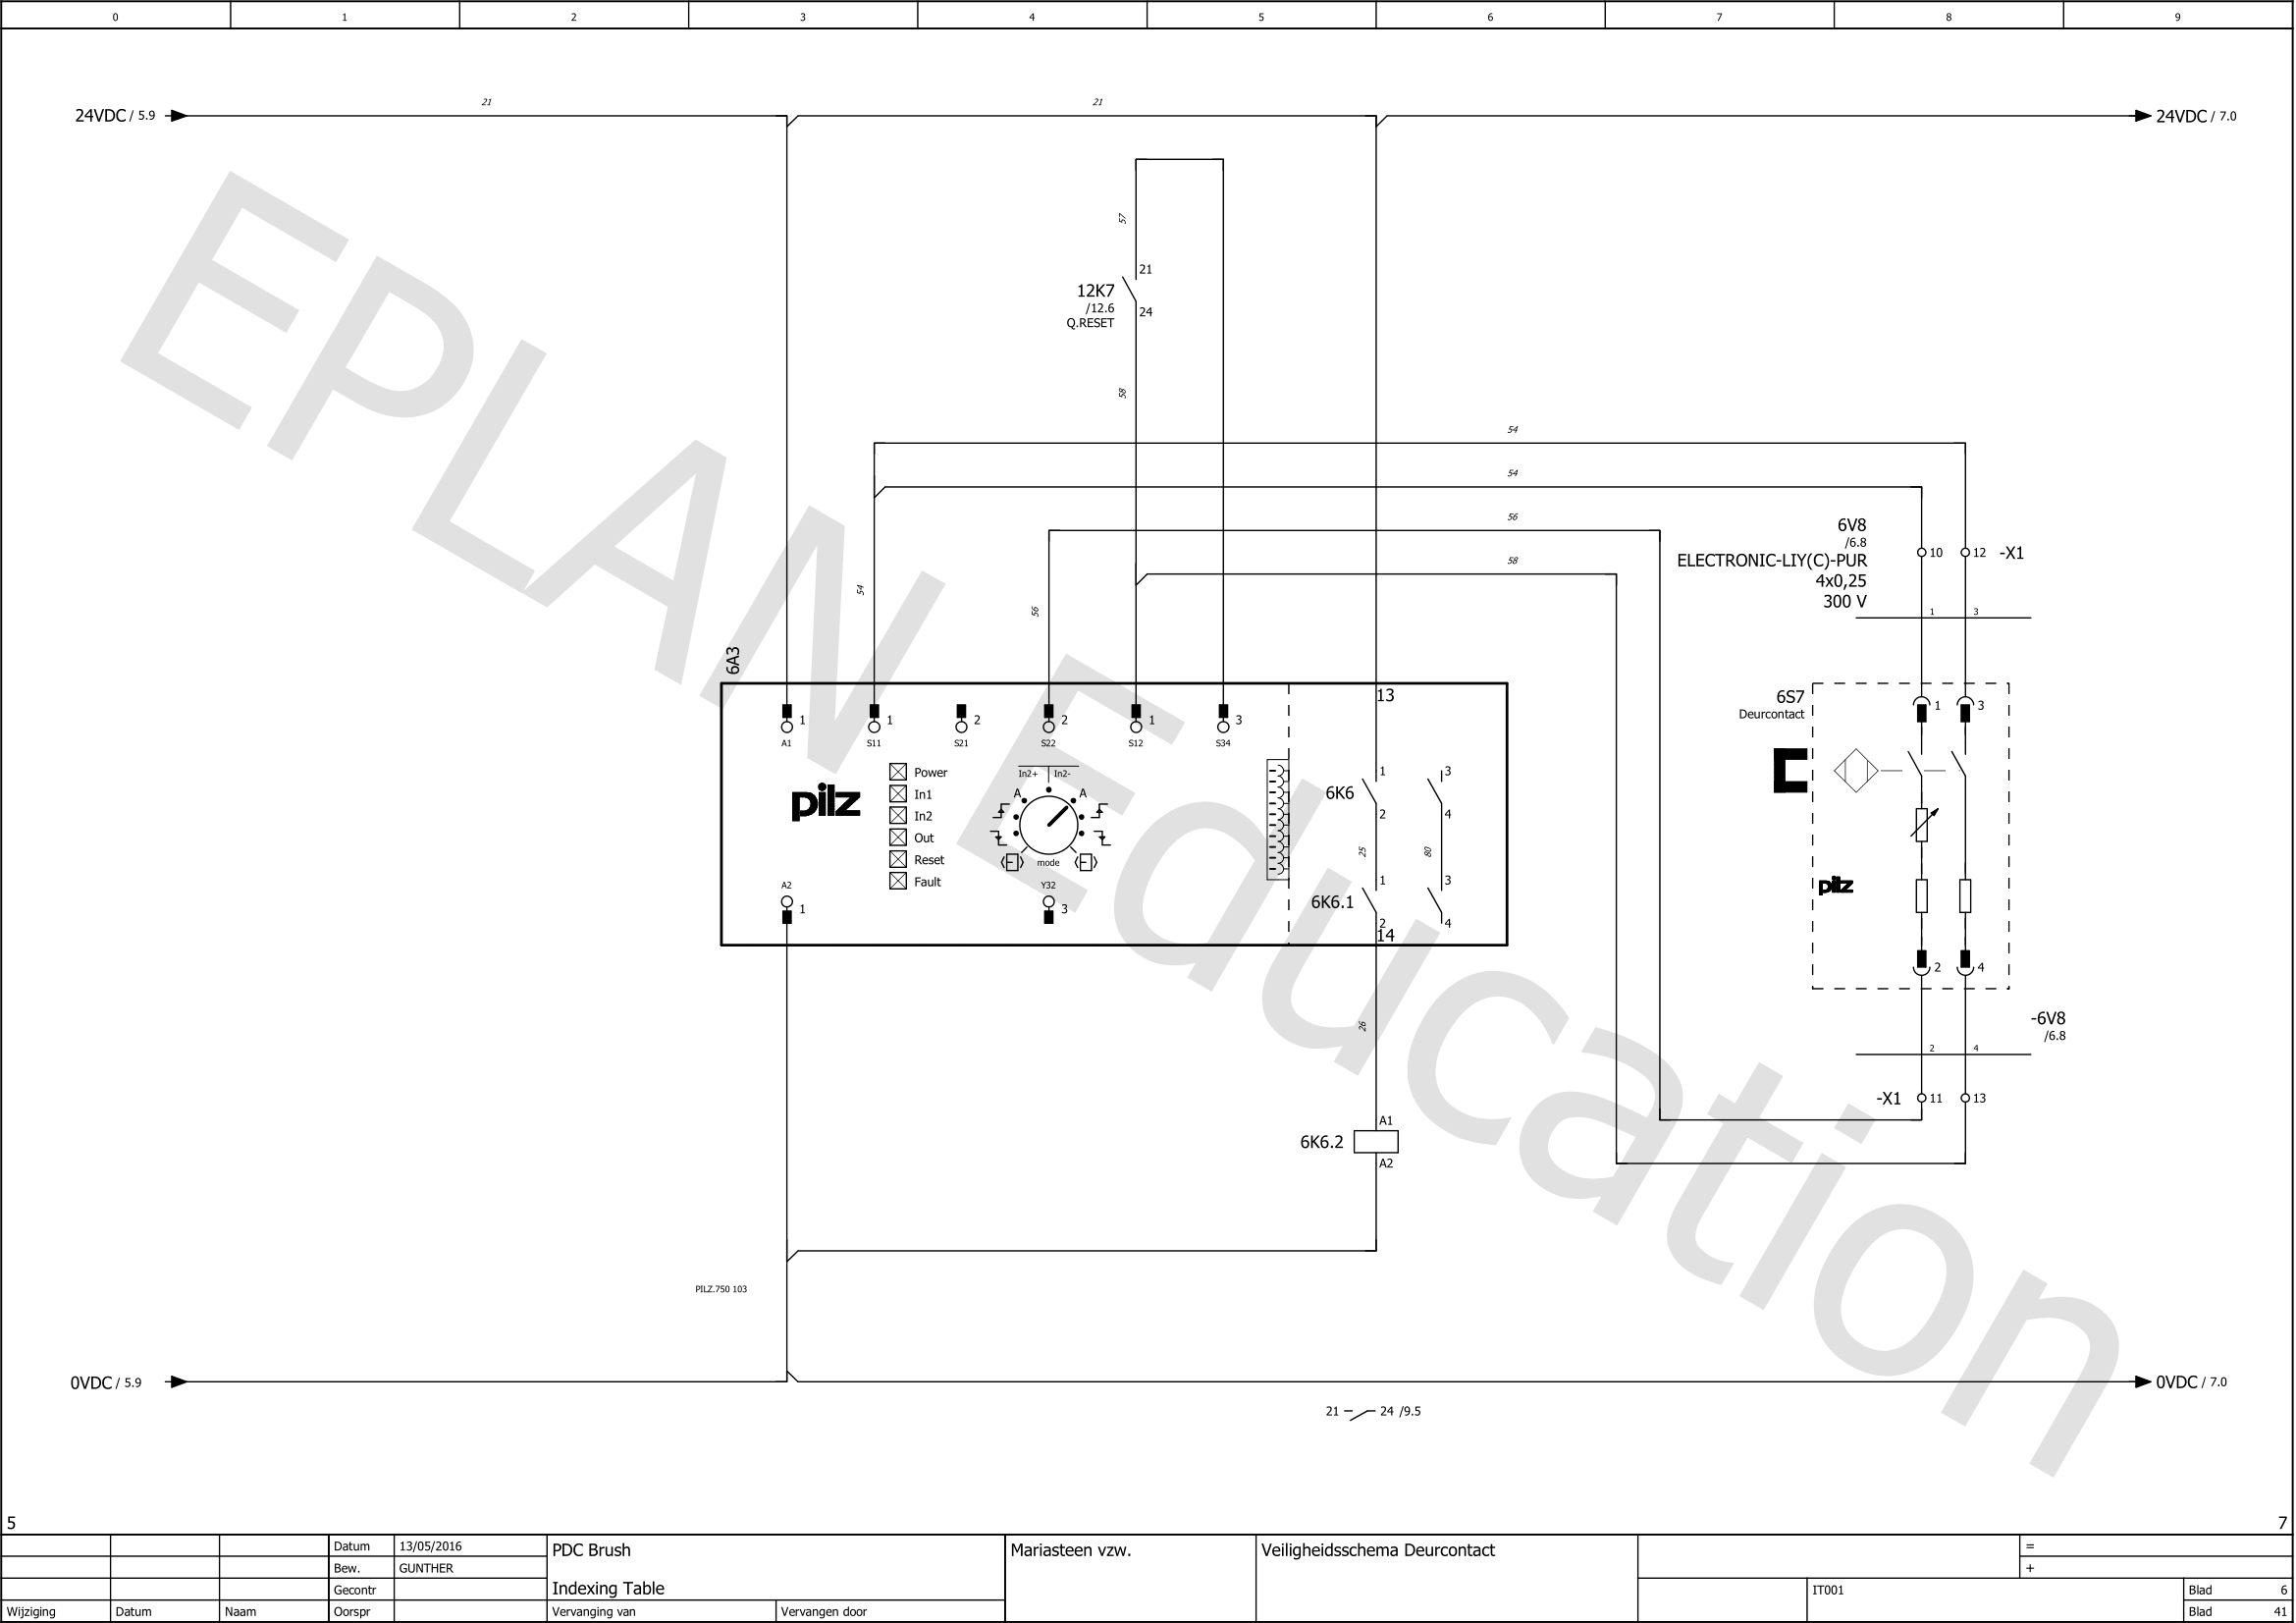 0 1 2 3 4 5 6 7 8 9
21 21
24VDC / 5.9 24VDC / 7.0
57
21
12K7
/12.6
24
Q.RESET
58
54
54
56
58
6V8
/6.8
ELECTRONIC-LIY(C)-PUR
4x0,25
300 V
10 12 -X1
1 3
54
56
6A3
13
1 1 2 2 1 3
A1 S11 S21 S22 S12 S34
6S7
Deurcontact
1 3
pilz
Power
In1
In2
Out
Reset
Fault
In2+ In2-
A A
mode
1 3
6K6
2 4
25 80
1 3
6K6.1
2 4
14
A2 Y32
1 3
pilz
2 4
26
-6V8
/6.8
2 4
-X1 11 13
A1
6K6.2
A2
PILZ.750 103
0VDC / 5.9 0VDC / 7.0
21 24 /9.5
EPLAN Education
5 7
Datum 13/05/2016
Bew. GUNTHER
Gecontr
Wijziging Datum Naam Oorspr
PDC Brush
Indexing Table
Vervanging van Vervangen door
Mariasteen vzw.
Veiligheidsschema Deurcontact
=
+
IT001
Blad 6
Blad 41